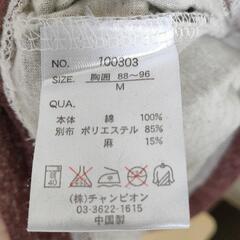 NO. 100303
SIZE. 胸囲 88～96
M
QUA.
本体 綿 100%
別布 ポリエステル 85%
麻 15%
40
(株)チャンピオン
03-3622-1615
中国製